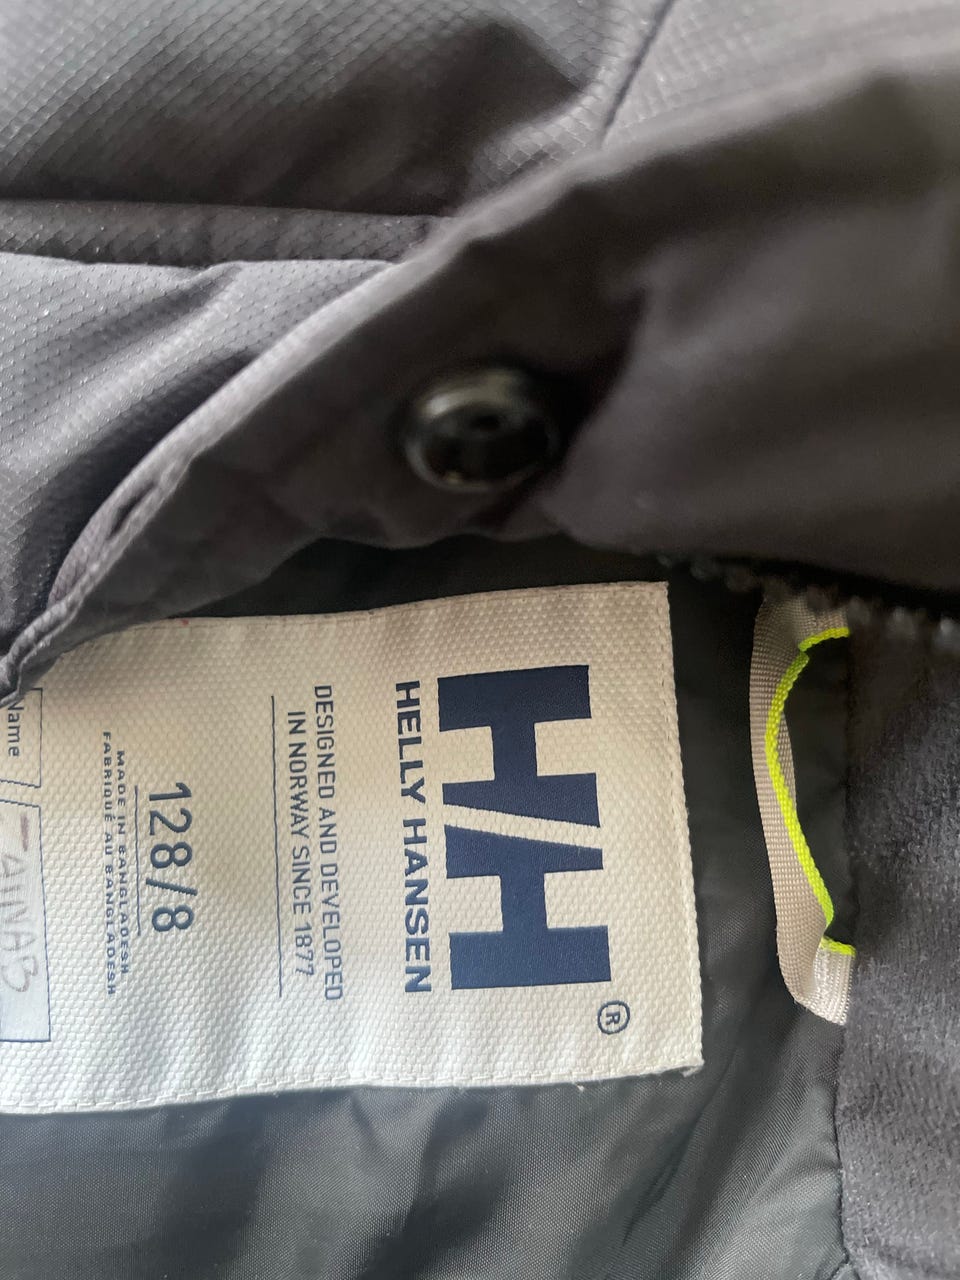 HH
®
HELLY HANSEN
DESIGNED AND DEVELOPED
IN NORWAY SINCE 1877
128/8
MADE IN BANGLADESH
FABRIQUÉ AU BANGLADESH
Name